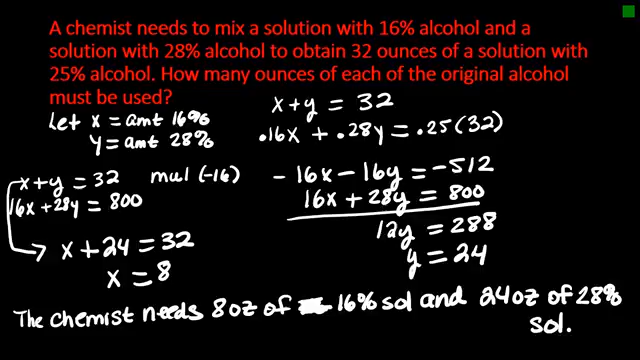 A chemist needs to mix a solution with 16% alcohol and a
solution with 28% alcohol to obtain 32 ounces of a solution with
25% alcohol. How many ounces of each of the original alcohol
must be used?
Let x = amt 16%
y = amt 28%
x + y = 32
.16x + .28y = .25(32)
x + y = 32 mul (-16)
16x + 28y = 800
- 16x - 16y = -512
16x + 28y = 800
12y = 288
y = 24
x + 24 = 32
x = 8
The chemist needs 8oz of 16% sol and 24oz of 28%
sol.